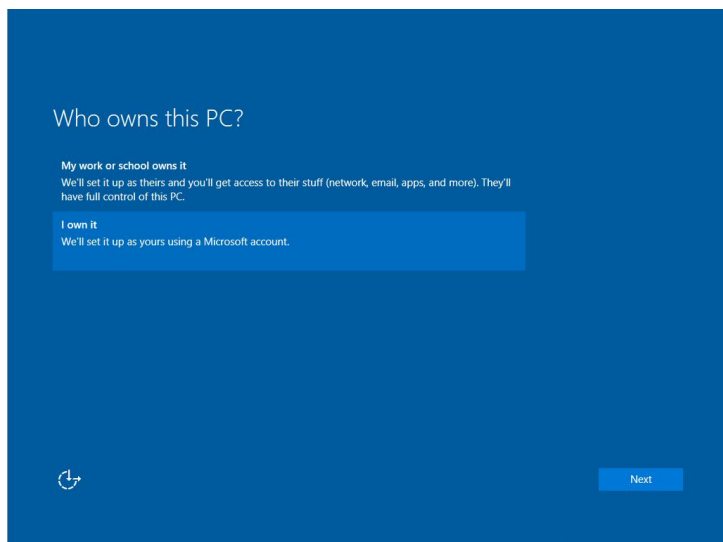 Who owns this PC?
My work or school owns it
We'll set it up as theirs and you'll get access to their stuff (network, email, apps, and more). They'll
have full control of this PC.
I own it
We'll set it up as yours using a Microsoft account.
Next